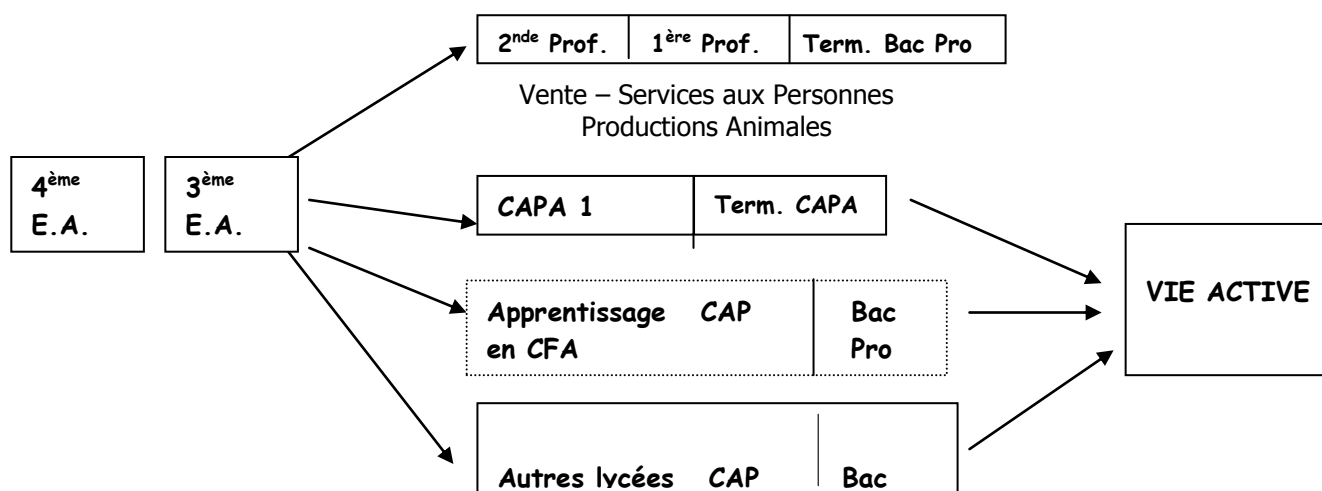 2nde Prof. 1ère Prof. Term. Bac Pro
Vente – Services aux Personnes
Productions Animales
4ème
E.A.
3ème
E.A.
CAPA 1 Term. CAPA
Apprentissage CAP
en CFA
Bac
Pro
VIE ACTIVE
Autres lycées CAP Bac